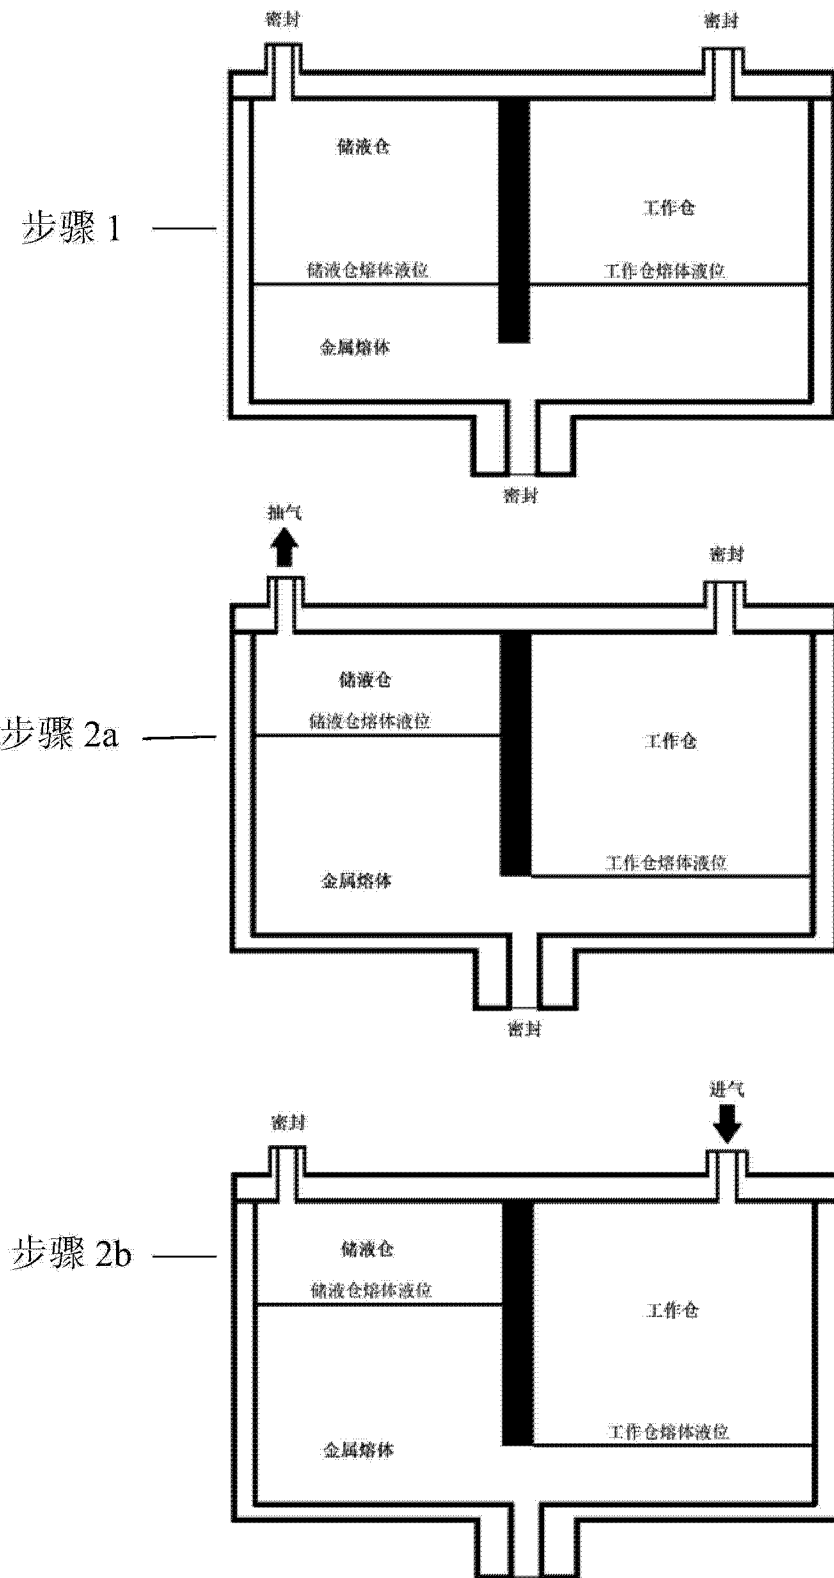 密封 密封
储液仓
工作仓
步骤 1
储液仓熔体液位 工作仓熔体液位
金属熔体
密封
抽气
密封
储液仓
储液仓熔体液位
步骤 2a
工作仓
工作仓熔体液位
金属熔体
密封
进气
密封
储液仓
步骤 2b
储液仓熔体液位
工作仓
工作仓熔体液位
金属熔体